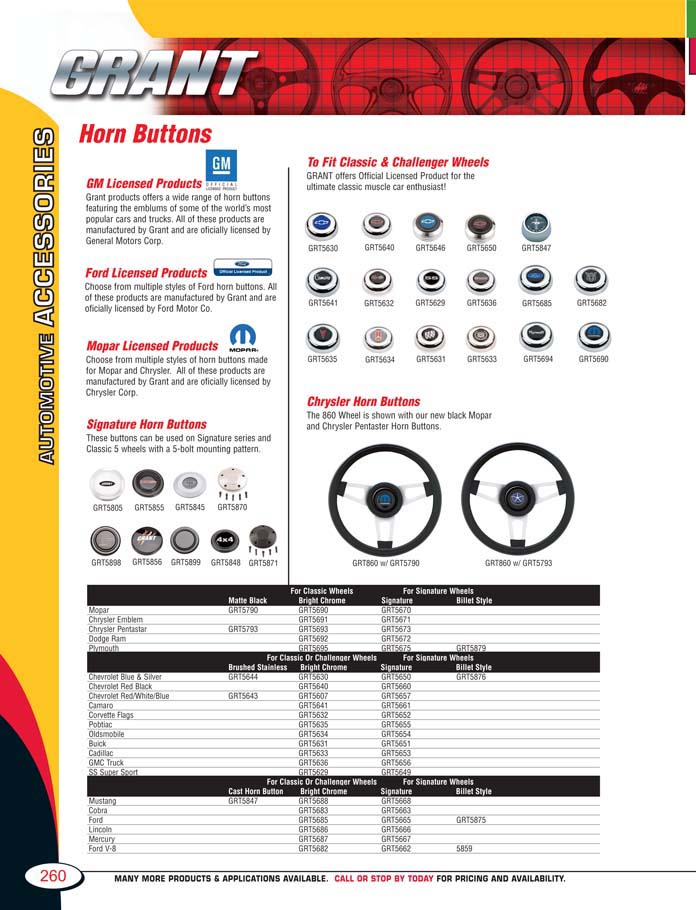 GRANT
AUTOMOTIVE ACCESSORIES
Horn Buttons
GM
OFFICIAL
LICENSED PRODUCT
GM Licensed Products
Grant products offers a wide range of horn buttons
featuring the emblums of some of the world's most
popular cars and trucks. All of these products are
manufactured by Grant and are oficially licensed by
General Motors Corp.
Ford Licensed Products
Ford
Official Licensed Product
Choose from multiple styles of Ford horn buttons. All
of these products are manufactured by Grant and are
oficially licensed by Ford Motor Co.
Mopar Licensed Products
MOPAR
Choose from multiple styles of horn buttons made
for Mopar and Chrysler. All of these products are
manufactured by Grant and are oficially licensed by
Chrysler Corp.
Signature Horn Buttons
These buttons can be used on Signature series and
Classic 5 wheels with a 5-bolt mounting pattern.
GRT5805 GRT5855 GRT5845 GRT5870
GRANT 4x4
GRT5898 GRT5856 GRT5899 GRT5848 GRT5871
To Fit Classic & Challenger Wheels
GRANT offers Official Licensed Product for the
ultimate classic muscle car enthusiast!
GRT5630 GRT5640 GRT5646 GRT5650 GRT5847
SS
GRT5641 GRT5632 GRT5629 GRT5636 GRT5685 GRT5682
Plymouth
GRT5635 GRT5634 GRT5631 GRT5633 GRT5694 GRT5690
Chrysler Horn Buttons
The 860 Wheel is shown with our new black Mopar
and Chrysler Pentaster Horn Buttons.
GRT860 w/ GRT5790 GRT860 w/ GRT5793
For Classic Wheels For Signature Wheels
Matte Black Bright Chrome Signature Billet Style
Mopar GRT5790 GRT5690 GRT5670
Chrysler Emblem GRT5691 GRT5671
Chrysler Pentastar GRT5793 GRT5693 GRT5673
Dodge Ram GRT5692 GRT5672
Plymouth GRT5695 GRT5675 GRT5879
For Classic Or Challenger Wheels For Signature Wheels
Brushed Stainless Bright Chrome Signature Billet Style
Chevrolet Blue & Silver GRT5644 GRT5630 GRT5650 GRT5876
Chevrolet Red Black GRT5640 GRT5660
Chevrolet Red/White/Blue GRT5643 GRT5607 GRT5657
Camaro GRT5641 GRT5661
Corvette Flags GRT5632 GRT5652
Pobtiac GRT5635 GRT5655
Oldsmobile GRT5634 GRT5654
Buick GRT5631 GRT5651
Cadillac GRT5633 GRT5653
GMC Truck GRT5636 GRT5656
SS Super Sport GRT5629 GRT5649
For Classic Or Challenger Wheels For Signature Wheels
Cast Horn Button Bright Chrome Signature Billet Style
Mustang GRT5847 GRT5688 GRT5668
Cobra GRT5683 GRT5663
Ford GRT5685 GRT5665 GRT5875
Lincoln GRT5686 GRT5666
Mercury GRT5687 GRT5667
Ford V-8 GRT5682 GRT5662 5859
260
MANY MORE PRODUCTS & APPLICATIONS AVAILABLE. CALL OR STOP BY TODAY FOR PRICING AND AVAILABILITY.